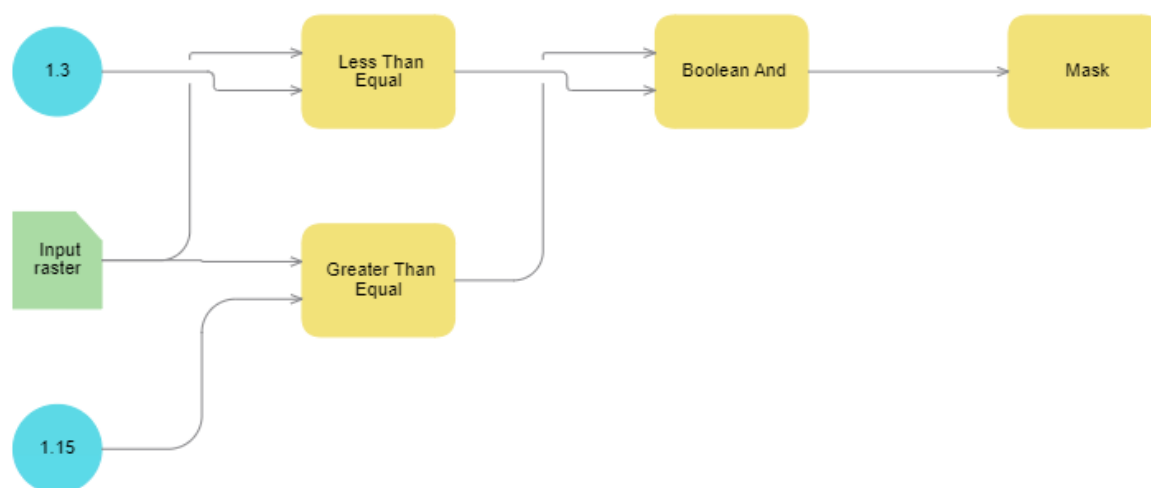 1.3
Less Than
Equal
Boolean And
Mask
Input
raster
Greater Than
Equal
1.15